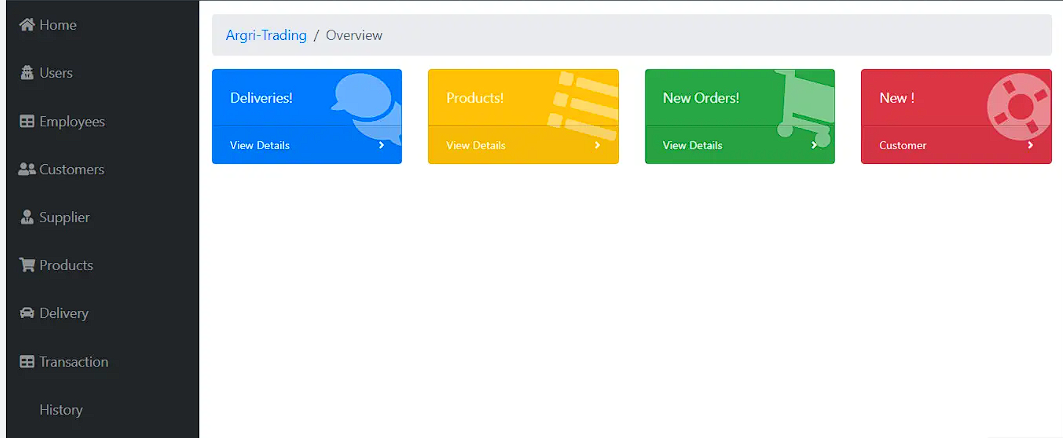 Home
Users
Employees
Customers
Supplier
Products
Delivery
Transaction
History
Argri-Trading / Overview
Deliveries!
View Details
Products!
View Details
New Orders!
View Details
New !
Customer